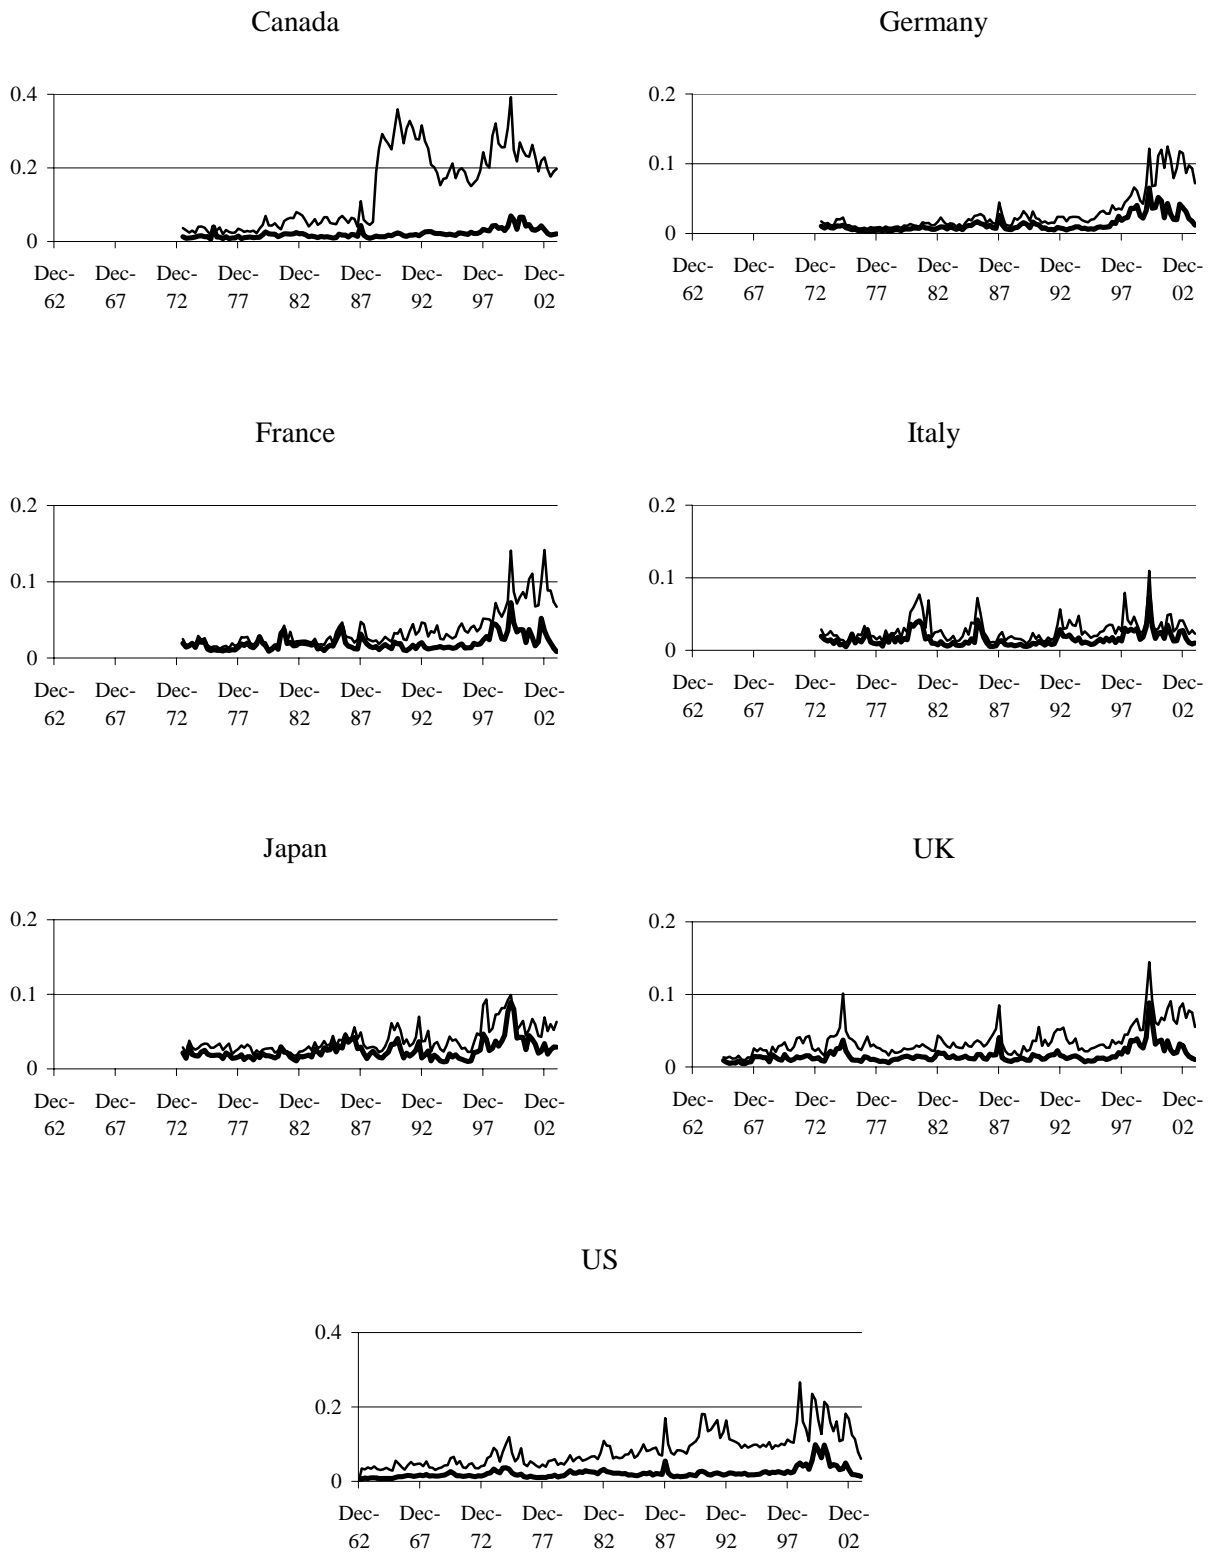 Canada
0.4
0.2
0
Dec- Dec- Dec- Dec- Dec- Dec- Dec- Dec- Dec-
62 67 72 77 82 87 92 97 02
Germany
0.2
0.1
0
Dec- Dec- Dec- Dec- Dec- Dec- Dec- Dec- Dec-
62 67 72 77 82 87 92 97 02
France
0.2
0.1
0
Dec- Dec- Dec- Dec- Dec- Dec- Dec- Dec- Dec-
62 67 72 77 82 87 92 97 02
Italy
0.2
0.1
0
Dec- Dec- Dec- Dec- Dec- Dec- Dec- Dec- Dec-
62 67 72 77 82 87 92 97 02
Japan
0.2
0.1
0
Dec- Dec- Dec- Dec- Dec- Dec- Dec- Dec- Dec-
62 67 72 77 82 87 92 97 02
UK
0.2
0.1
0
Dec- Dec- Dec- Dec- Dec- Dec- Dec- Dec- Dec-
62 67 72 77 82 87 92 97 02
US
0.4
0.2
0
Dec- Dec- Dec- Dec- Dec- Dec- Dec- Dec- Dec-
62 67 72 77 82 87 92 97 02